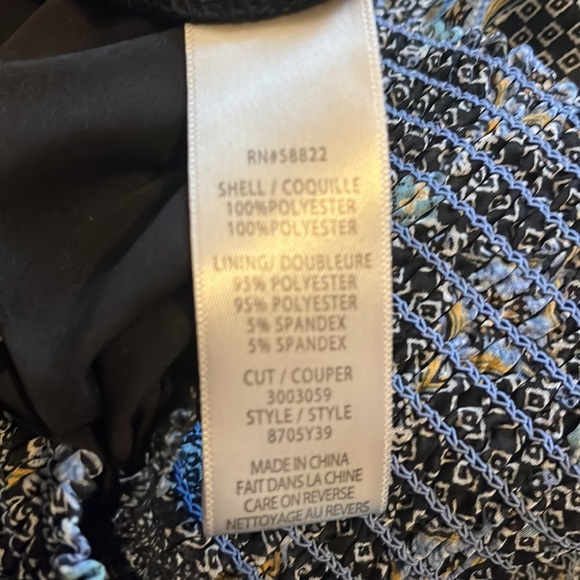 RN#58822
SHELL / COQUILLE
100%POLYESTER
100%POLYESTER
LINING/ DOUBLEURE
95% POLYESTER
95% POLYESTER
5% SPANDEX
5% SPANDEX
CUT / COUPER
3003059
STYLE / STYLE
8705Y39
MADE IN CHINA
FAIT DANS LA CHINE
CARE ON REVERSE
NETTOYAGE AU REVERS